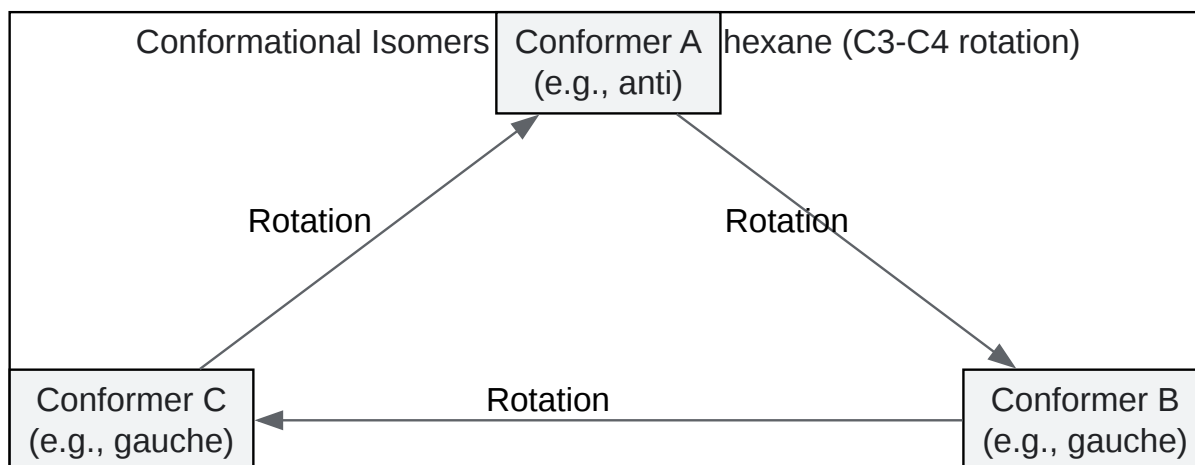 Conformational Isomers hexane (C3-C4 rotation)
Conformer A
(e.g., anti)
Rotation
Rotation
Conformer C
(e.g., gauche)
Rotation
Conformer B
(e.g., gauche)